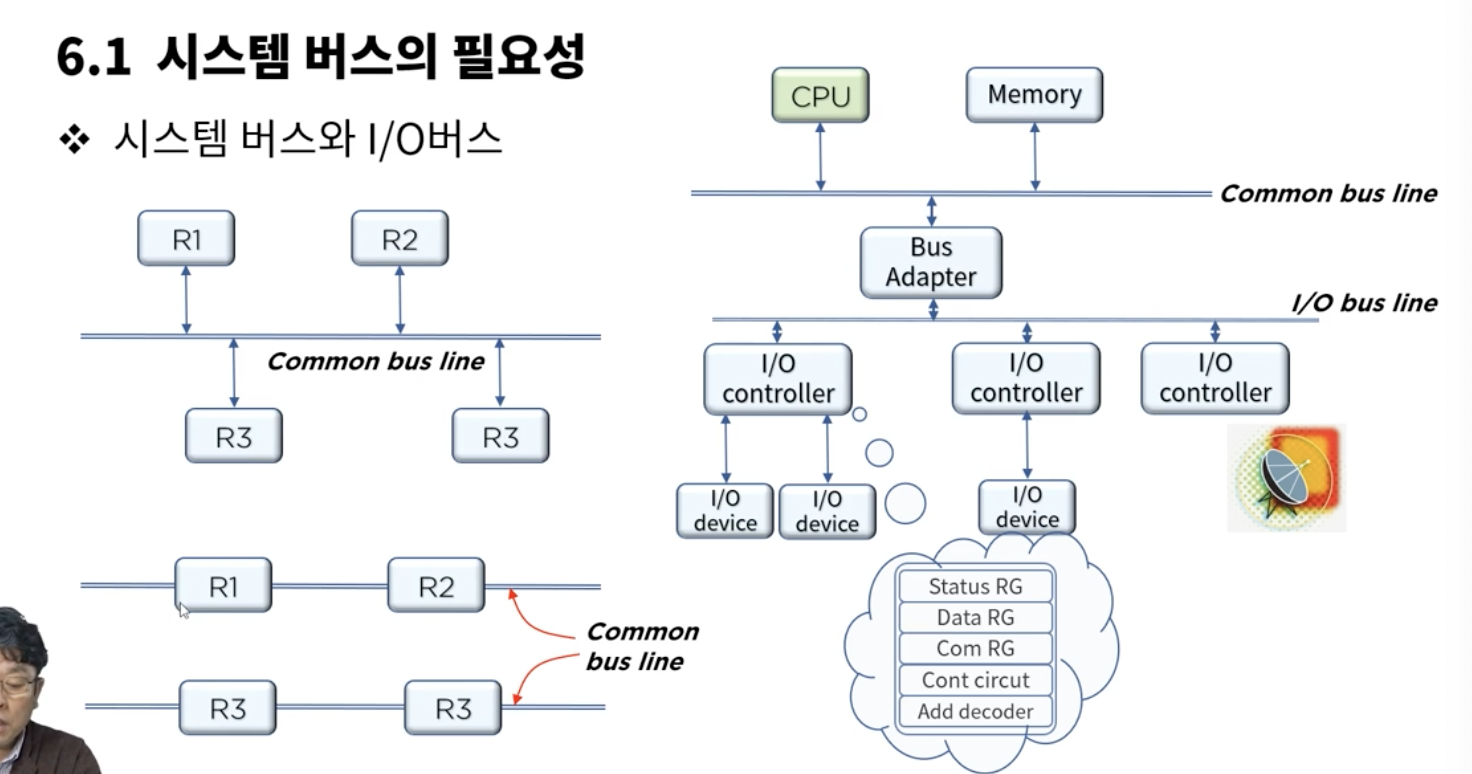 6.1 시스템 버스의 필요성
❖ 시스템 버스와 I/O버스
R1
R2
Common bus line
R3
R3
R1
R2
Common
bus line
R3
R3
CPU
Memory
Common bus line
Bus
Adapter
I/O bus line
I/O
controller
I/O
controller
I/O
controller
I/O
device
I/O
device
I/O
device
Status RG
Data RG
Com RG
Cont circut
Add decoder